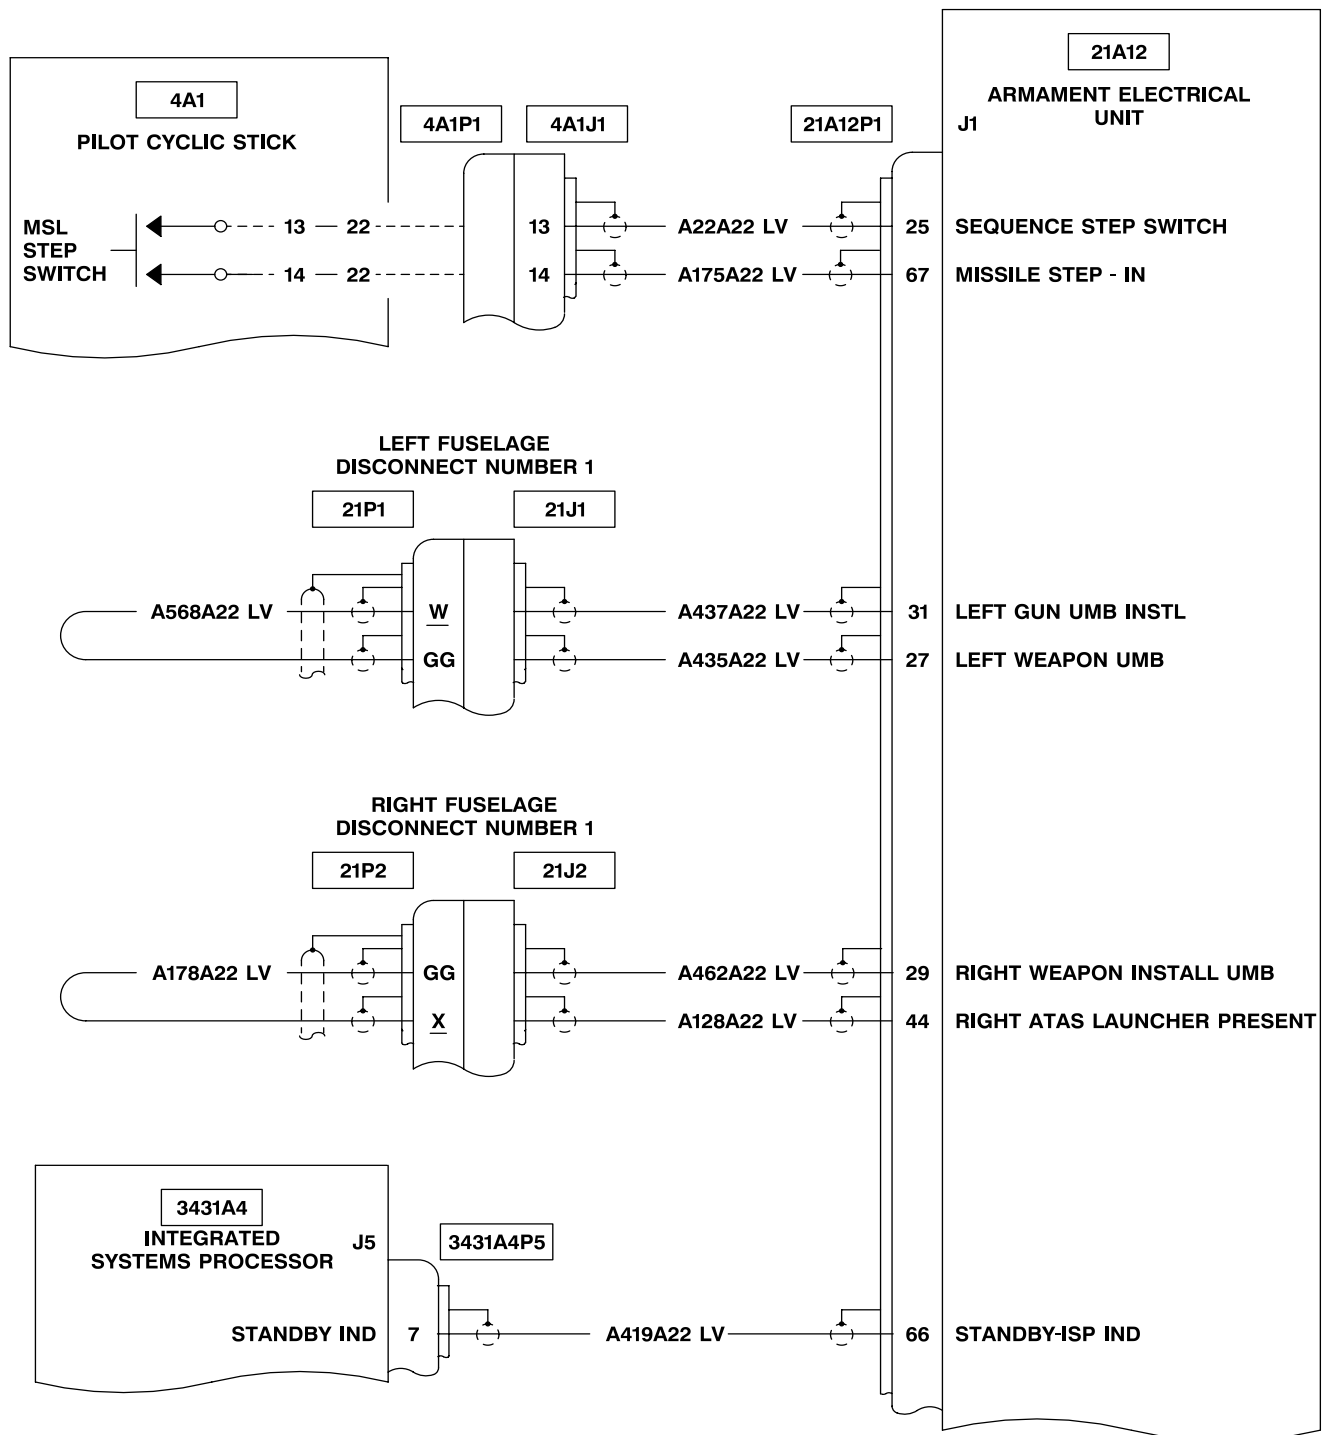 21A12
ARMAMENT ELECTRICAL
UNIT
J1
4A1
PILOT CYCLIC STICK
4A1P1
4A1J1
21A12P1
MSL
STEP
SWITCH
13 22 13 A22A22 LV 25 SEQUENCE STEP SWITCH
14 22 14 A175A22 LV 67 MISSILE STEP - IN
LEFT FUSELAGE
DISCONNECT NUMBER 1
21P1
21J1
A568A22 LV W A437A22 LV 31 LEFT GUN UMB INSTL
GG A435A22 LV 27 LEFT WEAPON UMB
RIGHT FUSELAGE
DISCONNECT NUMBER 1
21P2
21J2
A178A22 LV GG A462A22 LV 29 RIGHT WEAPON INSTALL UMB
X A128A22 LV 44 RIGHT ATAS LAUNCHER PRESENT
3431A4
INTEGRATED
SYSTEMS PROCESSOR
J5
3431A4P5
STANDBY IND 7 A419A22 LV 66 STANDBY-ISP IND